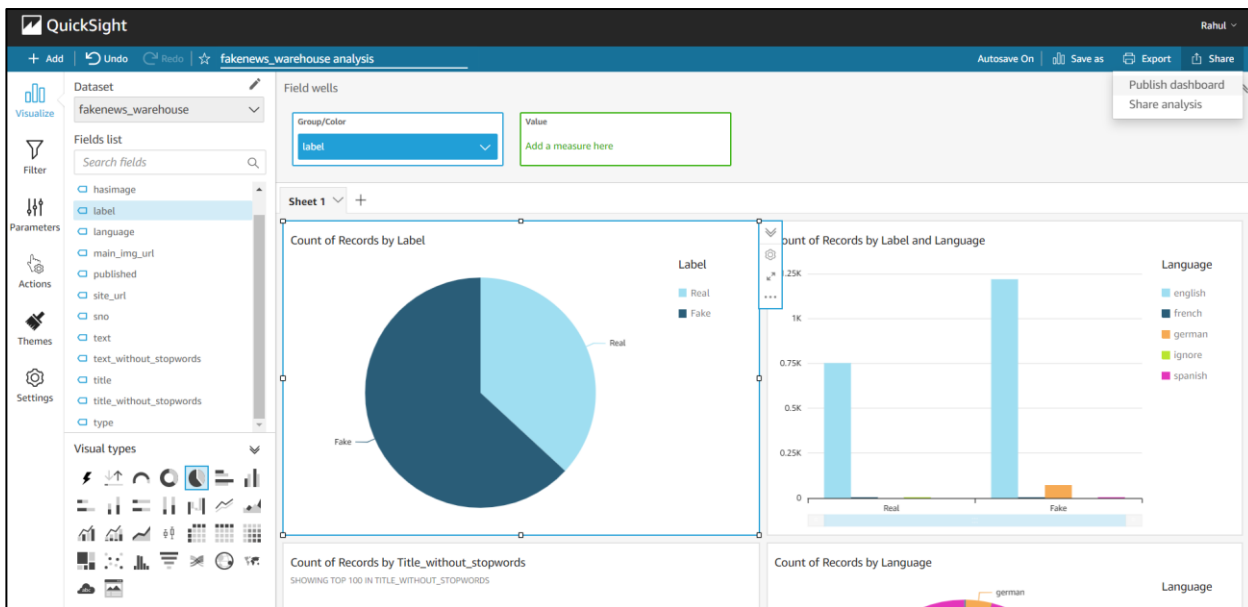 QuickSight
Rahul
+ Add Undo Redo fakenews_warehouse analysis Autosave On Save as Export Share
Publish dashboard
Share analysis
Visualize
Filter
Parameters
Actions
Themes
Settings
Dataset
fakenews_warehouse
Fields list
Search fields
hasimage
label
language
main_img_url
published
site_url
sno
text
text_without_stopwords
title
title_without_stopwords
type
Visual types
Field wells
Group/Color
label
Value
Add a measure here
Sheet 1 +
Count of Records by Label
Label
Real
Fake
Real
Fake
ount of Records by Label and Language
.25K
1K
0.75K
0.5K
0.25K
0
Real
Fake
Language
english
french
german
ignore
spanish
Count of Records by Title_without_stopwords
SHOWING TOP 100 IN TITLE_WITHOUT_STOPWORDS
Count of Records by Language
german
Language